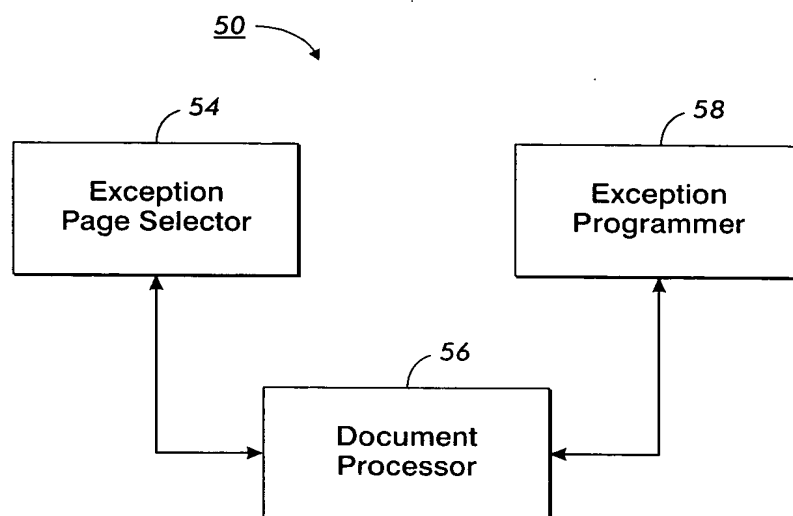 50
54
58
Exception
Page Selector
Exception
Programmer
56
Document
Processor